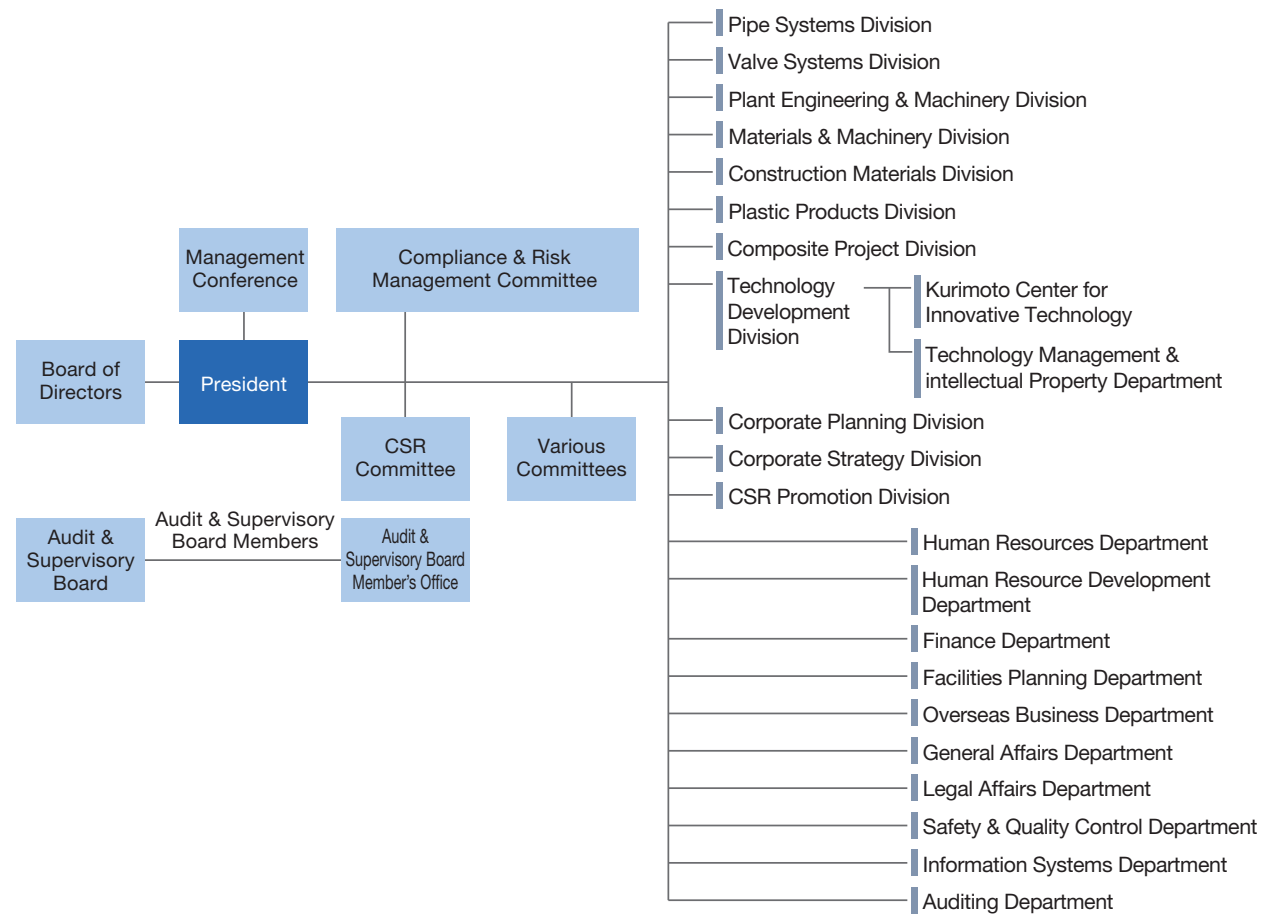 Management
Conference
Compliance & Risk
Management Committee
Board of
Directors
President
CSR
Committee
Various
Committees
Audit &
Supervisory
Board
Audit & Supervisory
Board Members
Audit &
Supervisory Board
Member's Office
Pipe Systems Division
Valve Systems Division
Plant Engineering & Machinery Division
Materials & Machinery Division
Construction Materials Division
Plastic Products Division
Composite Project Division
Technology
Development
Division
Kurimoto Center for
Innovative Technology
Technology Management &
intellectual Property Department
Corporate Planning Division
Corporate Strategy Division
CSR Promotion Division
Human Resources Department
Human Resource Development
Department
Finance Department
Facilities Planning Department
Overseas Business Department
General Affairs Department
Legal Affairs Department
Safety & Quality Control Department
Information Systems Department
Auditing Department